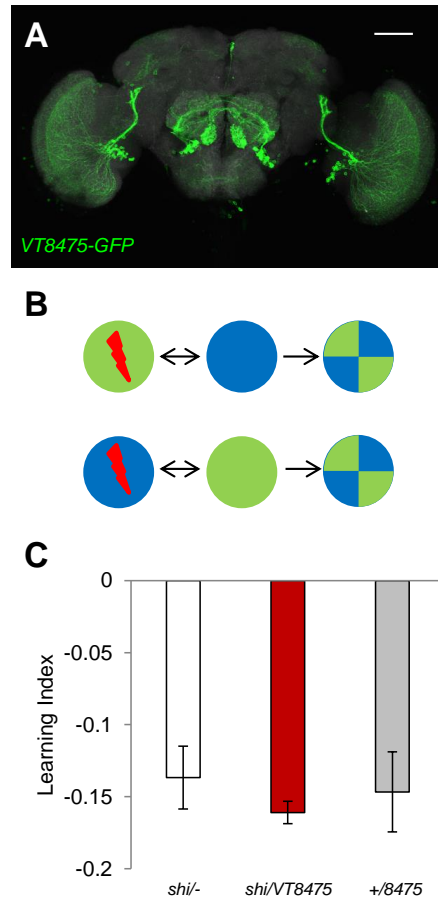 A
VT8475-GFP
B
C
0
-0.05
-0.1
-0.15
-0.2
Learning Index
shi/-
shi/VT8475
+/8475